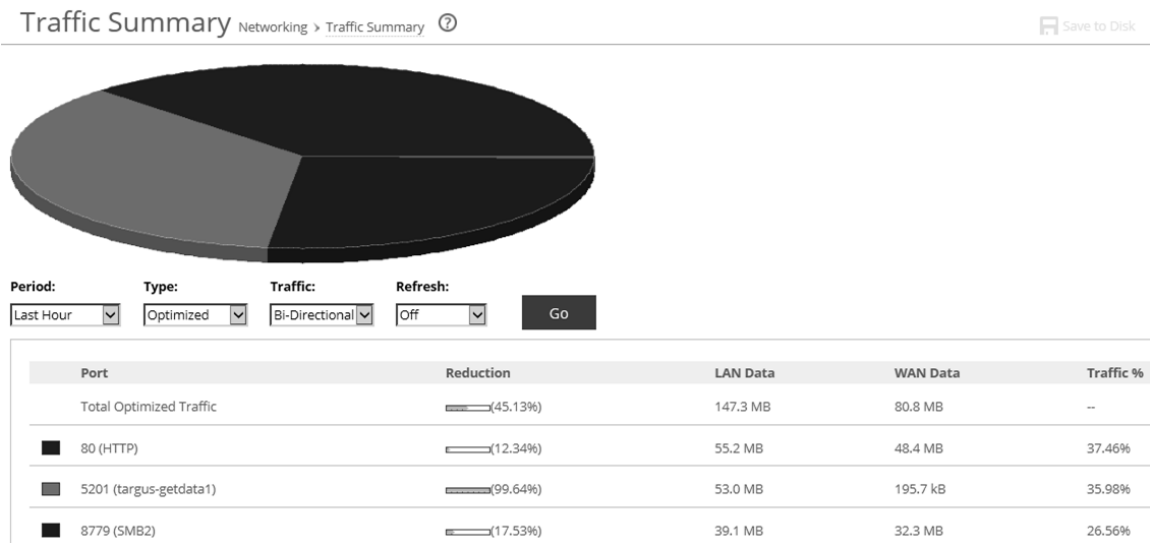 Traffic Summary Networking > Traffic Summary ?
Save to Disk
Period: Type: Traffic: Refresh:
Last Hour Optimized Bi-Directional Off Go
Port Reduction LAN Data WAN Data Traffic %
Total Optimized Traffic (45.13%) 147.3 MB 80.8 MB --
80 (HTTP) (12.34%) 55.2 MB 48.4 MB 37.46%
5201 (targus-getdata1) (99.64%) 53.0 MB 195.7 kB 35.98%
8779 (SMB2) (17.53%) 39.1 MB 32.3 MB 26.56%